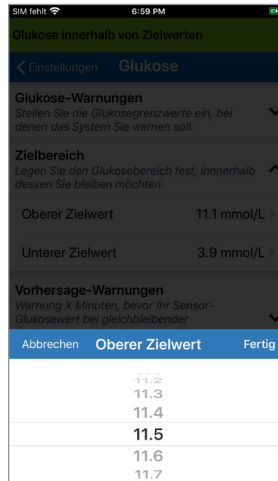 SIM fehlt 6:59 PM
Glukose innerhalb von Zielwerten
Einstellungen Glukose
Glukose-Warnungen
Stellen Sie die Glukosegrenzwerte ein, bei
denen das System Sie warnen soll.
Zielbereich
Legen Sie den Glukosebereich fest, innnerhalb
dessen Sie bleiben möchten.
Oberer Zielwert 11.1 mmol/L
Unterer Zielwert 3.9 mmol/L
Vorhersage-Warnungen
Warnung X Minuten, bevor Ihr Sensor-
Glukosewert bei gleichbleibender
Abbrechen Oberer Zielwert Fertig
11.2
11.3
11.4
11.5
11.6
11.7